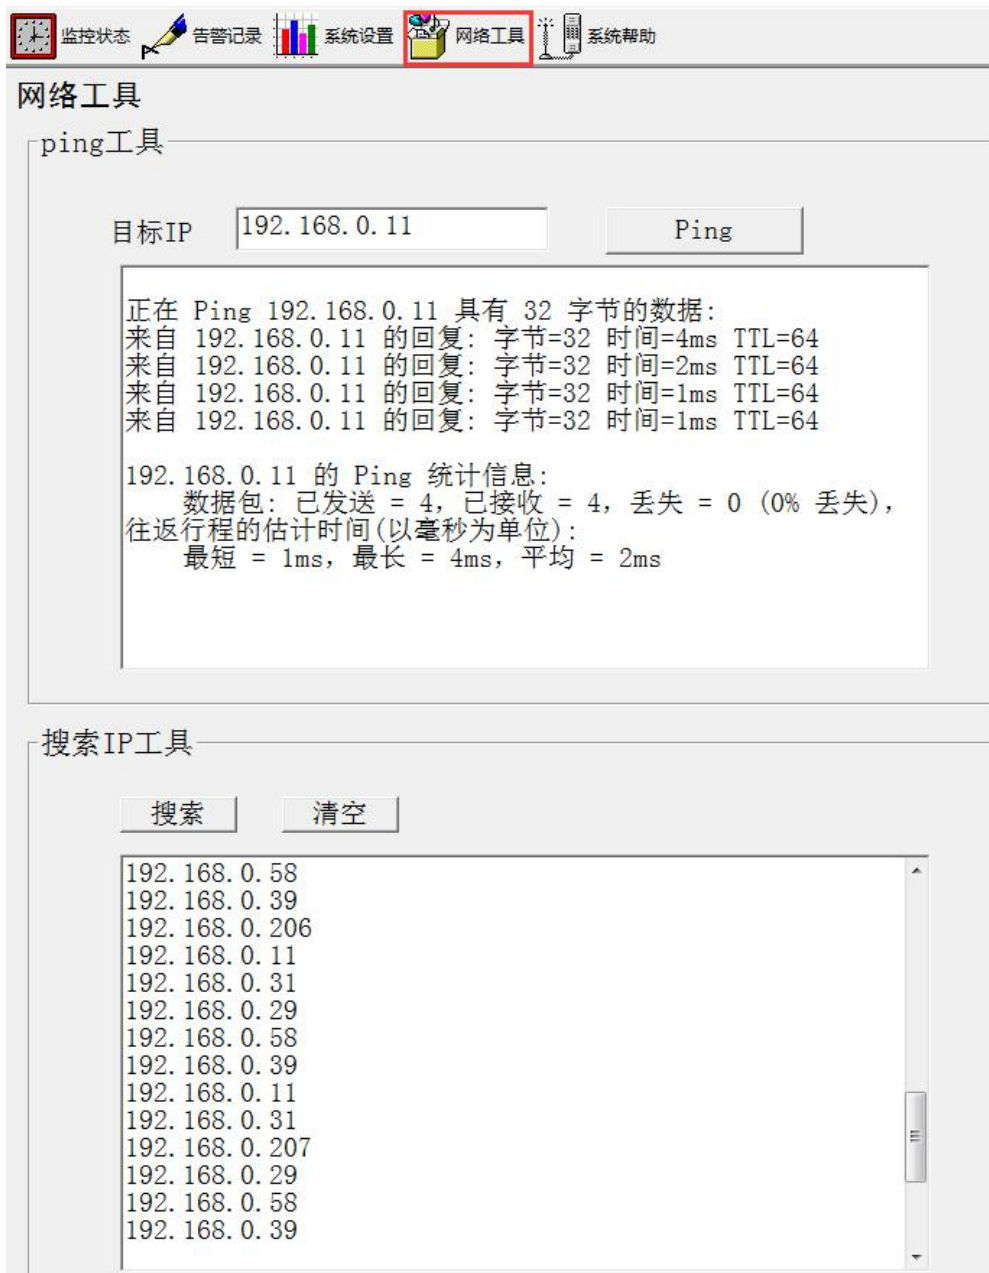 监控状态 告警记录 系统设置 网络工具 系统帮助
网络工具
ping工具
目标IP 192.168.0.11 Ping
正在 Ping 192.168.0.11 具有 32 字节的数据:
来自 192.168.0.11 的回复: 字节=32 时间=4ms TTL=64
来自 192.168.0.11 的回复: 字节=32 时间=2ms TTL=64
来自 192.168.0.11 的回复: 字节=32 时间=1ms TTL=64
来自 192.168.0.11 的回复: 字节=32 时间=1ms TTL=64
192.168.0.11 的 Ping 统计信息:
数据包: 已发送 = 4，已接收 = 4，丢失 = 0 (0% 丢失)，
往返行程的估计时间(以毫秒为单位):
最短 = 1ms，最长 = 4ms，平均 = 2ms
搜索IP工具
搜索 清空
192.168.0.58
192.168.0.39
192.168.0.206
192.168.0.11
192.168.0.31
192.168.0.29
192.168.0.58
192.168.0.39
192.168.0.11
192.168.0.31
192.168.0.207
192.168.0.29
192.168.0.58
192.168.0.39